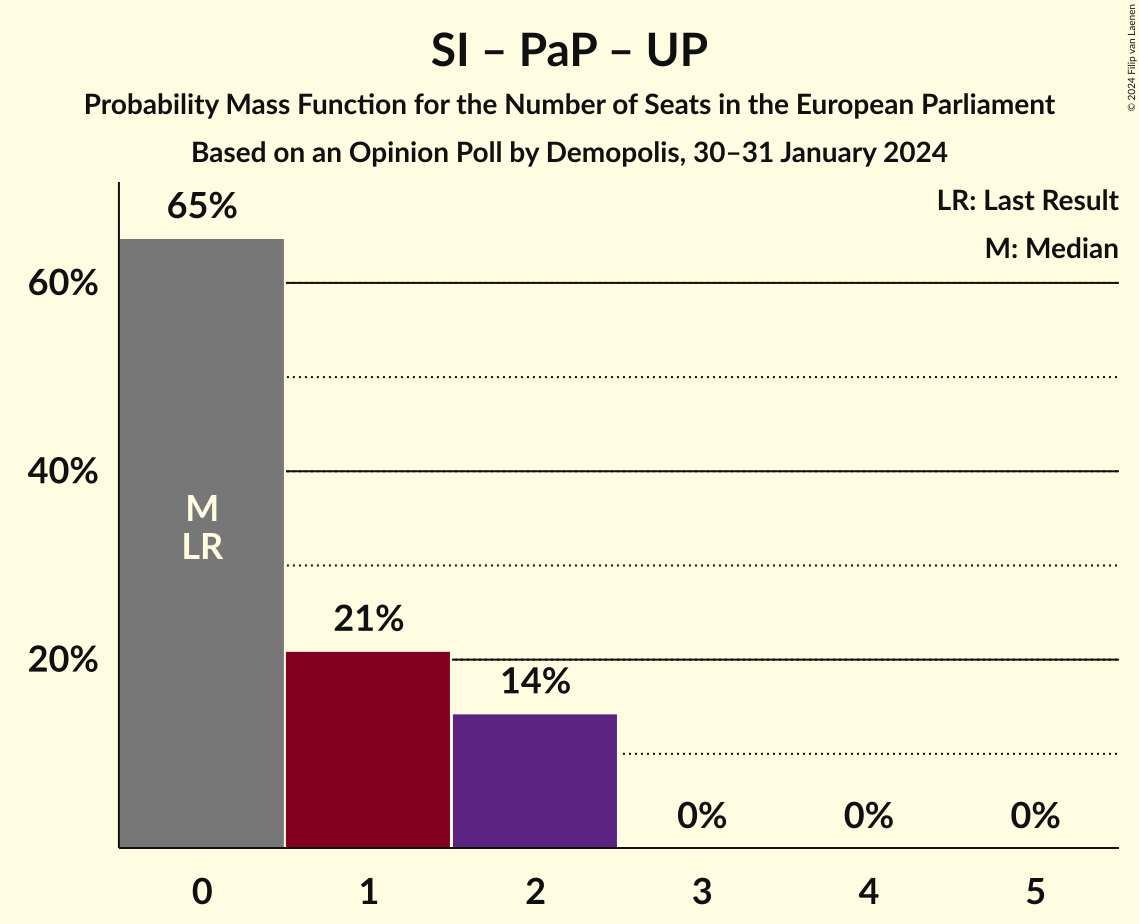 SI – PaP – UP
Probability Mass Function for the Number of Seats in the European Parliament
Based on an Opinion Poll by Demopolis, 30–31 January 2024
© 2024 Filip van Laenen
LR: Last Result
M: Median
65%
60%
40%
M
LR
21%
20%
14%
0% 0% 0%
0 1 2 3 4 5